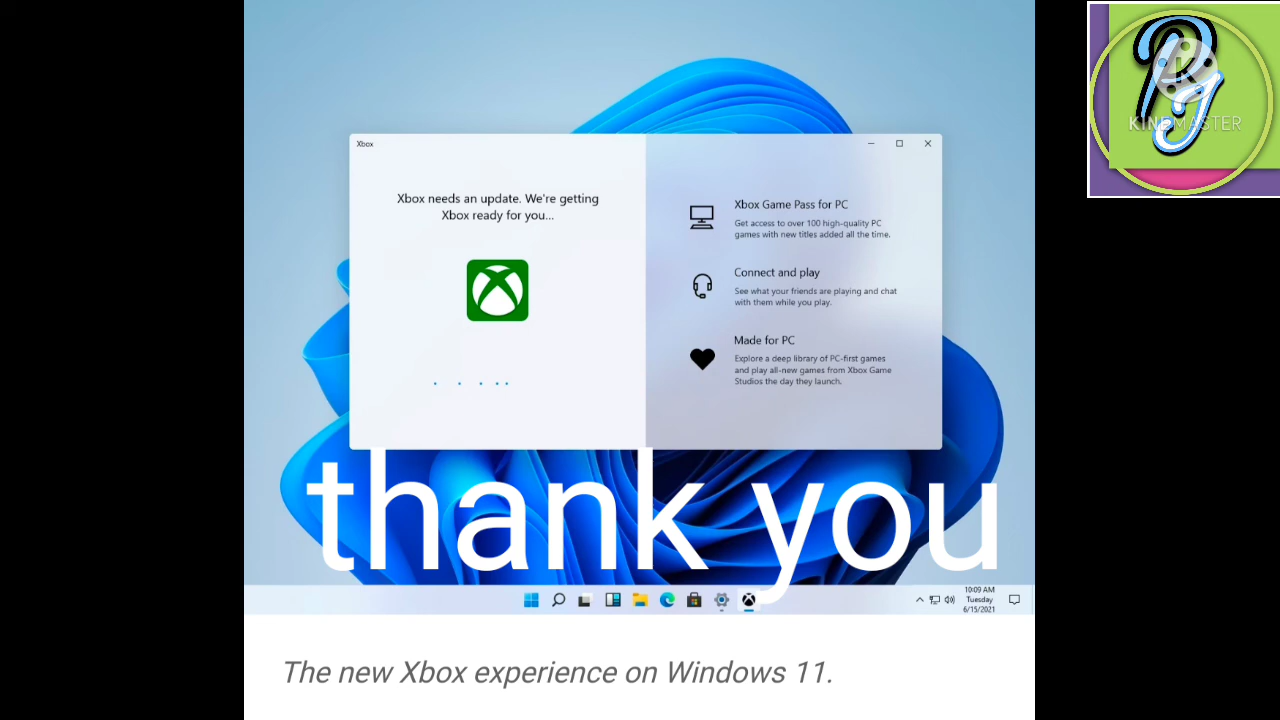 Xbox
Xbox needs an update. We're getting
Xbox ready for you...
Xbox Game Pass for PC
Get access to over 100 high-quality PC
games with new titles added all the time.
Connect and play
See what your friends are playing and chat
with them while you play.
Made for PC
Explore a deep library of PC-first games
and play all-new games from Xbox Game
Studios the day they launch.
thank you
10:09 AM
Tuesday
6/15/2021
The new Xbox experience on Windows 11.
KINEMASTER